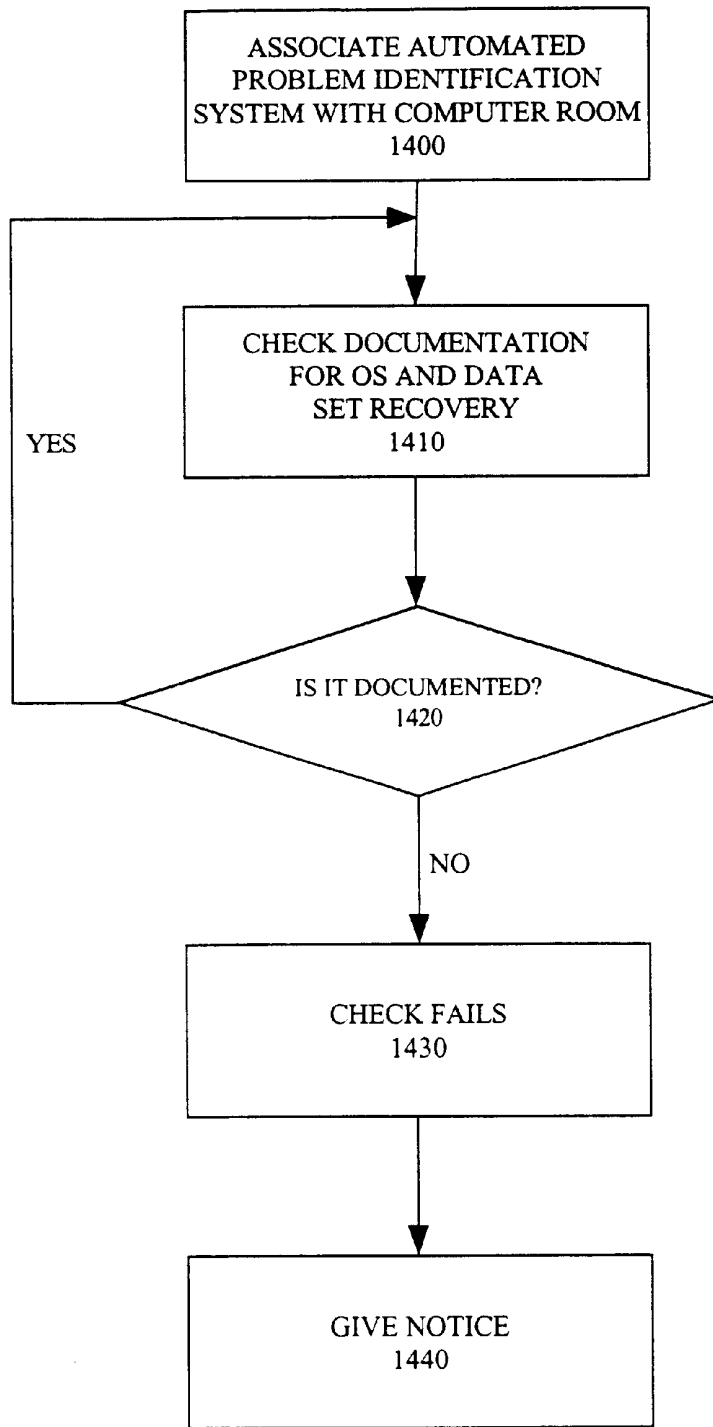 ASSOCIATE AUTOMATED
PROBLEM IDENTIFICATION
SYSTEM WITH COMPUTER ROOM
1400
CHECK DOCUMENTATION
FOR OS AND DATA
SET RECOVERY
1410
YES
IS IT DOCUMENTED?
1420
NO
CHECK FAILS
1430
GIVE NOTICE
1440